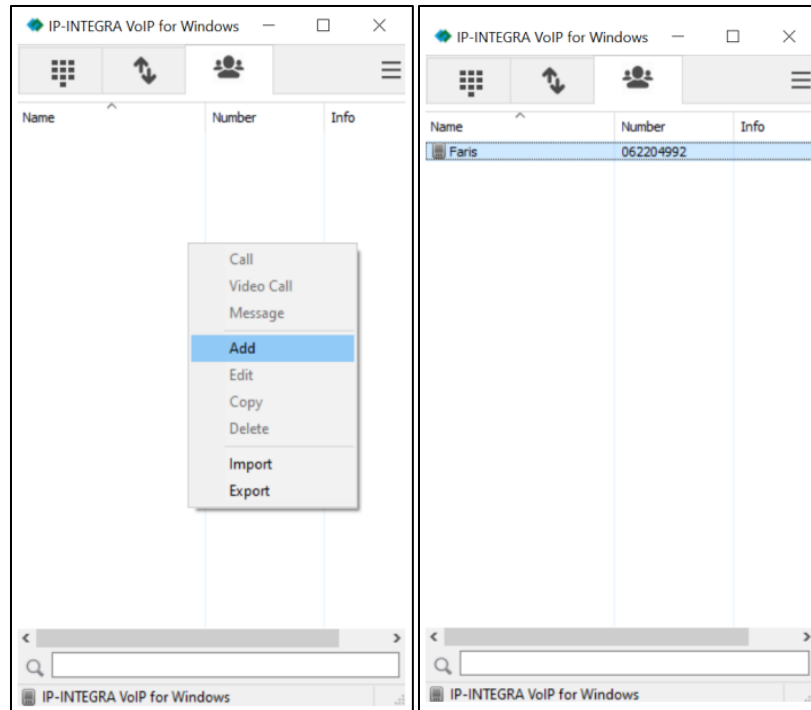 IP-INTEGRA VoIP for Windows
Name Number Info
Call
Video Call
Message
Add
Edit
Copy
Delete
Import
Export
IP-INTEGRA VoIP for Windows
IP-INTEGRA VoIP for Windows
Name Number Info
Faris 062204992
IP-INTEGRA VoIP for Windows